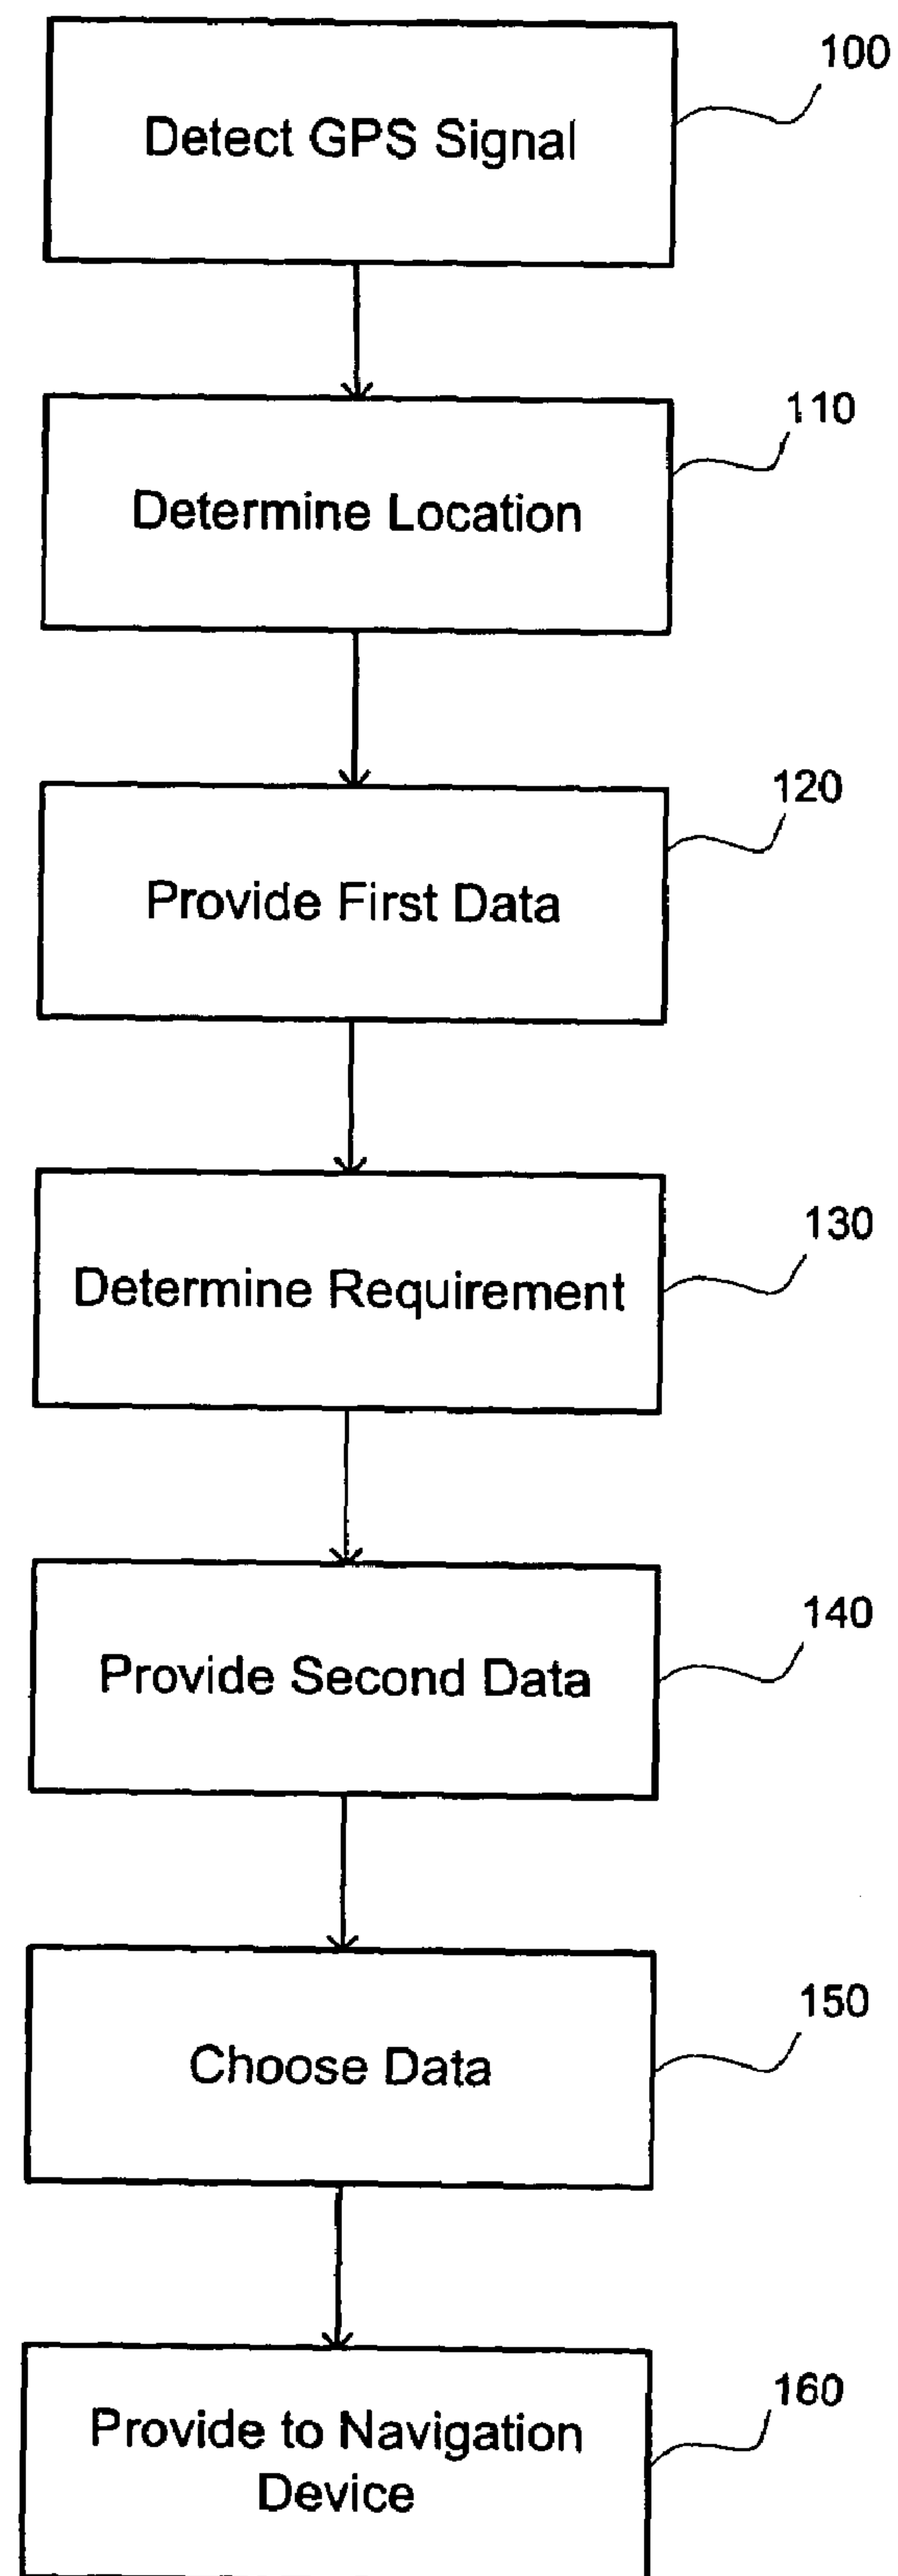 100
Detect GPS Signal
110
Determine Location
120
Provide First Data
130
Determine Requirement
140
Provide Second Data
150
Choose Data
160
Provide to Navigation
Device